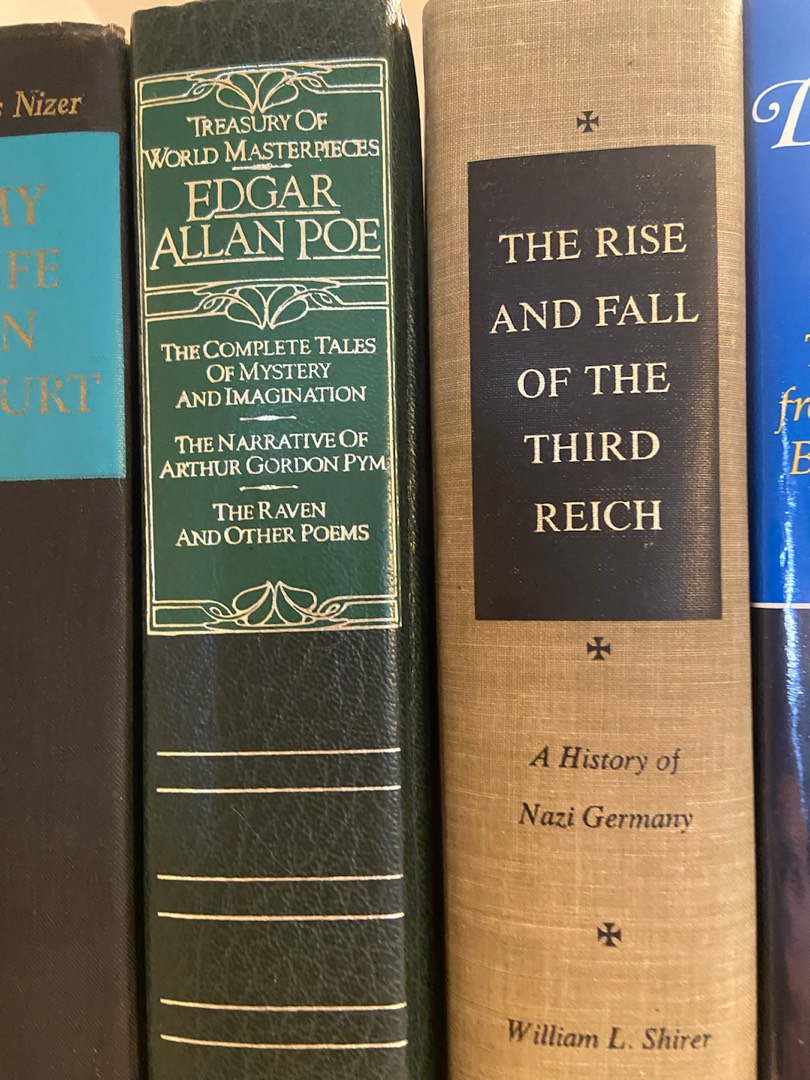 Nizer
TREASURY OF
WORLD MASTERPIECES
EDGAR
ALLAN POE
THE COMPLETE TALES
OF MYSTERY
AND IMAGINATION
THE NARRATIVE OF
ARTHUR GORDON PYM
THE RAVEN
AND OTHER POEMS
THE RISE
AND FALL
OF THE
THIRD
REICH
A History of
Nazi Germany
William L. Shirer